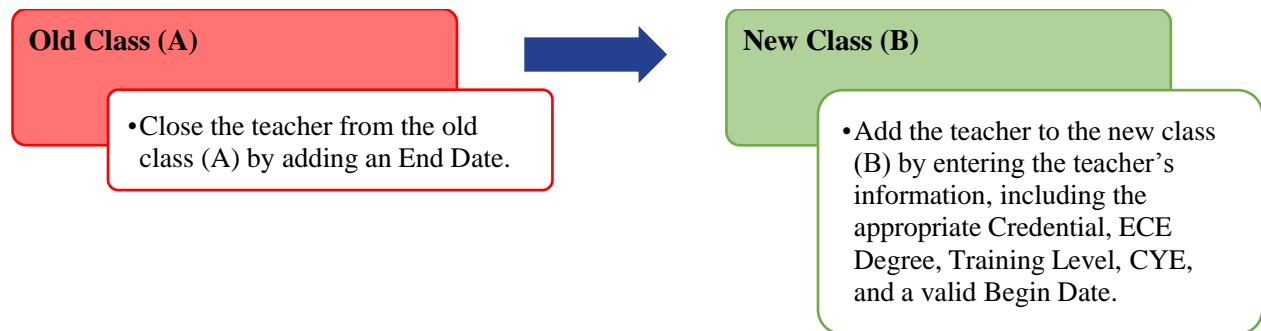 Old Class (A)
•Close the teacher from the old
class (A) by adding an End Date.
New Class (B)
•Add the teacher to the new class
(B) by entering the teacher’s
information, including the
appropriate Credential, ECE
Degree, Training Level, CYE,
and a valid Begin Date.